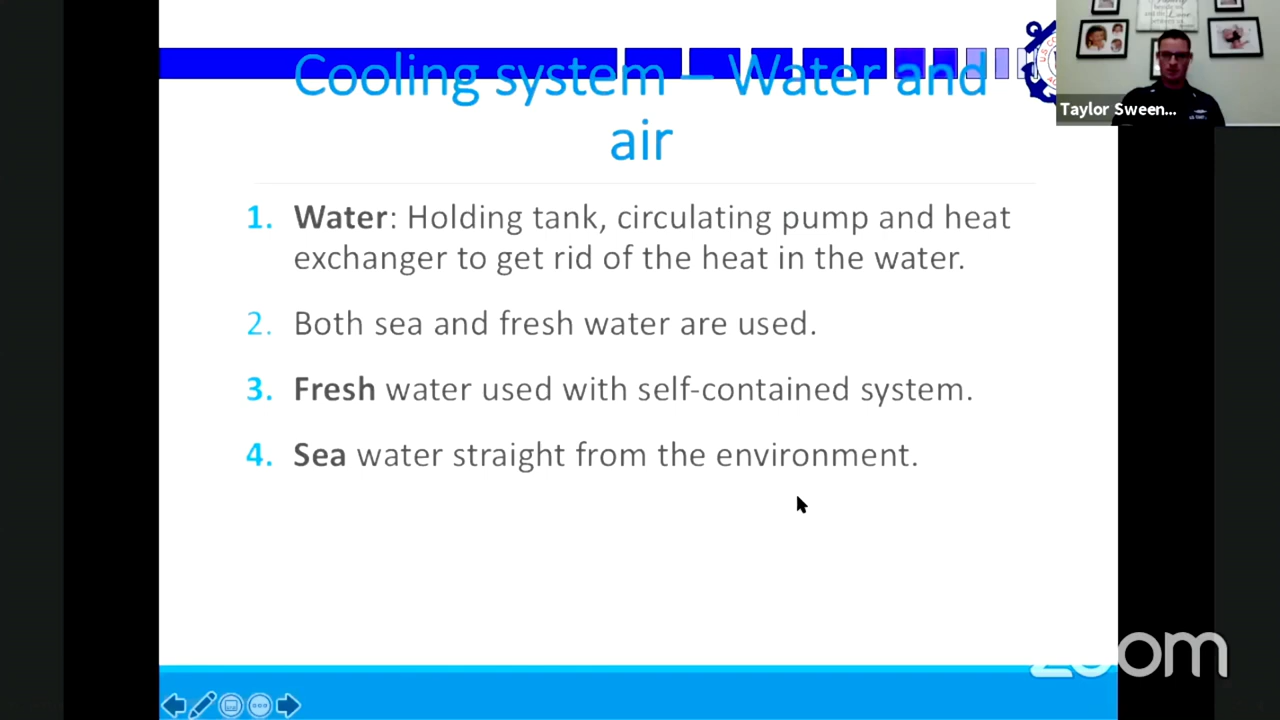 Cooling system – Water and
air
1. Water: Holding tank, circulating pump and heat
exchanger to get rid of the heat in the water.
2. Both sea and fresh water are used.
3. Fresh water used with self-contained system.
4. Sea water straight from the environment.
Taylor Sween...
zoom